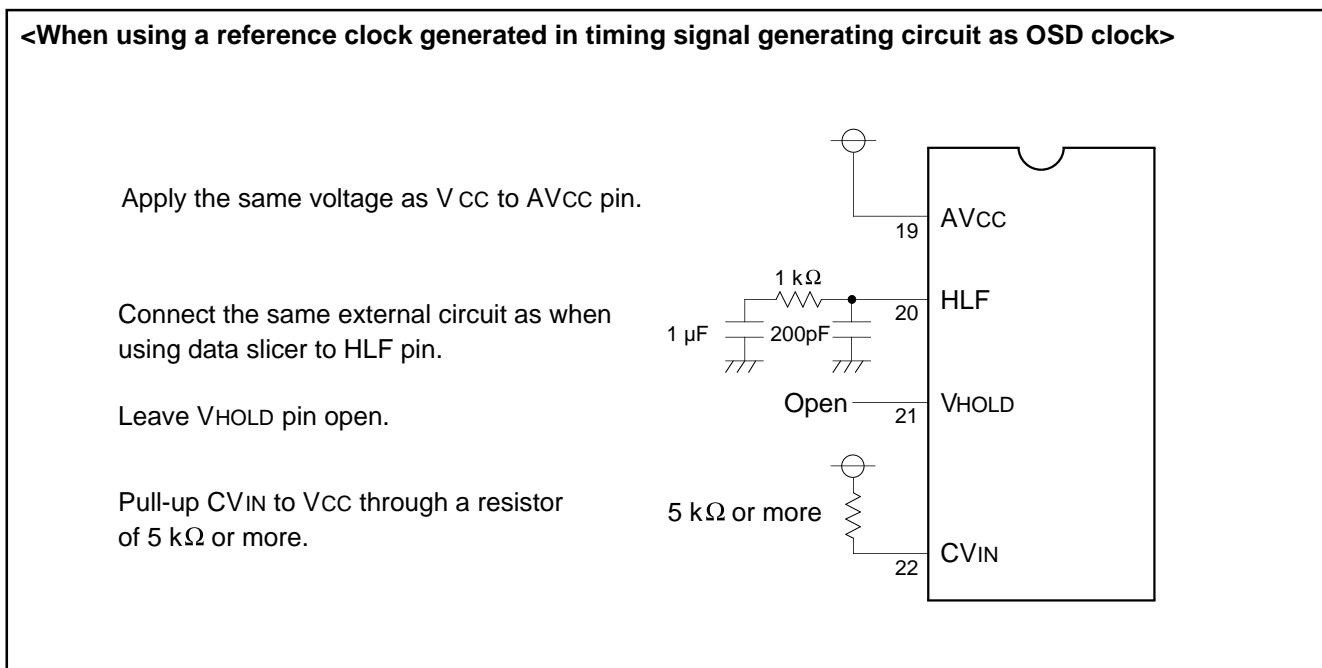 <When using a reference clock generated in timing signal generating circuit as OSD clock>
Apply the same voltage as VCC to AVCC pin.
Connect the same external circuit as when
using data slicer to HLF pin.
Leave VHOLD pin open.
Pull-up CVIN to VCC through a resistor
of 5 kΩ or more.
19
AVCC
1 kΩ
20
HLF
1 µF
200pF
Open
21
VHOLD
5 kΩ or more
22
CVIN